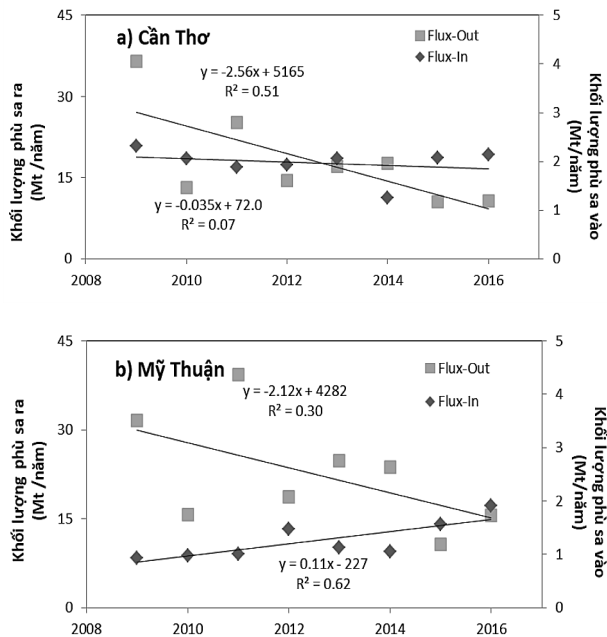 a) Cần Thơ
Flux-Out
Flux-In
y = -2.56x + 5165
R² = 0.51
y = -0.035x + 72.0
R² = 0.07
Khối lượng phù sa ra
(Mt /năm)
Khối lượng phù sa vào
(Mt/năm)
45
30
15
0
5
4
3
2
1
0
2008 2010 2012 2014 2016
b) Mỹ Thuận
Flux-Out
Flux-In
y = -2.12x + 4282
R² = 0.30
y = 0.11x - 227
R² = 0.62
Khối lượng phù sa ra
(Mt /năm)
Khối lượng phù sa vào
(Mt/năm)
45
30
15
0
5
4
3
2
1
0
2008 2010 2012 2014 2016